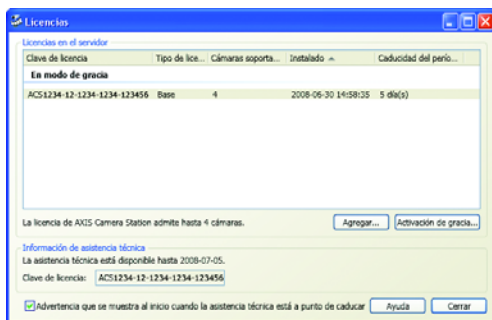 Licencias
Licencias en el servidor
Clave de licencia Tipo de lice... Cámaras soporta... Instalado Caducidad del perío...
En modo de gracia
ACS1234-12-1234-1234-123456 Base 4 2008-06-30 14:58:35 5 día(s)
La licencia de AXIS Camera Station admite hasta 4 cámaras. Agregar... Activación de gracia...
Información de asistencia técnica
La asistencia técnica está disponible hasta 2008-07-05.
Clave de licencia: ACS1234-12-1234-1234-123456
Advertencia que se muestra al inicio cuando la asistencia técnica está a punto de caducar Ayuda Cerrar